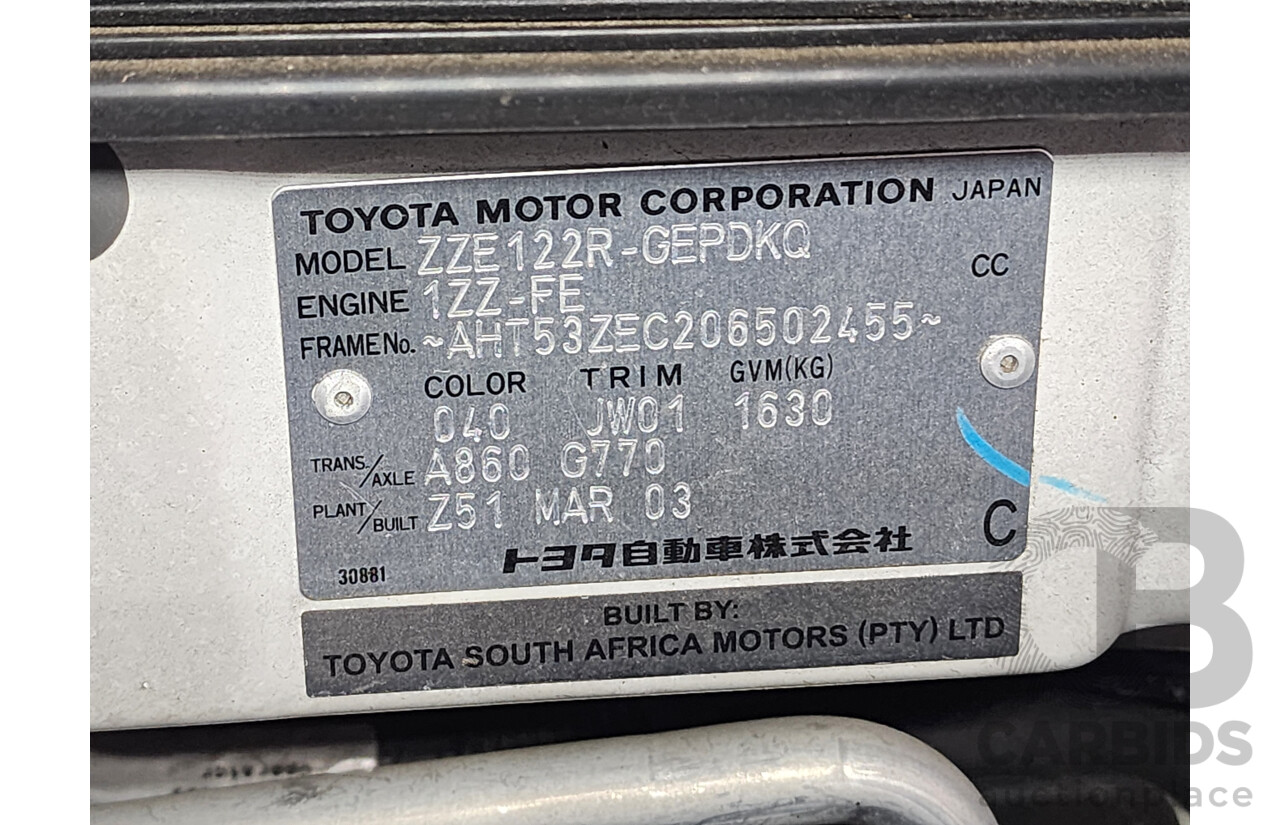 TOYOTA MOTOR CORPORATION JAPAN
MODEL ZZE122R-GEPDKQ
CC
ENGINE 1ZZ-FE
FRAME No. ~AHT53ZEC206502455~
COLOR TRIM GVM(KG)
040 JW01 1630
TRANS/AXLE A860 G770
PLANT/BUILT Z51 MAR 03
C
トヨタ自動車株式会社
30881
BUILT BY:
TOYOTA SOUTH AFRICA MOTORS (PTY) LTD
B
CARBIDS
auctionplace